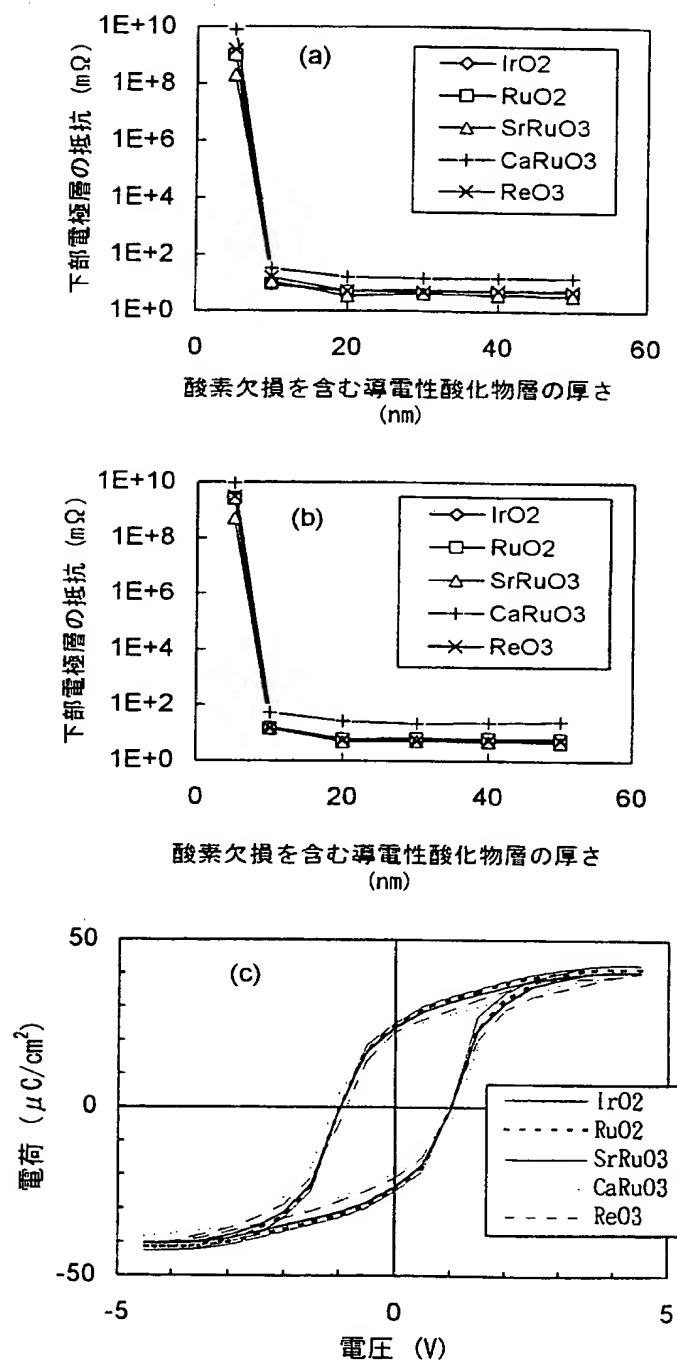 下部電極層の抵抗 (mΩ)
1E+10
1E+8
1E+6
1E+4
1E+2
1E+0
(a)
IrO2
RuO2
SrRuO3
CaRuO3
ReO3
0 20 40 60
酸素欠損を含む導電性酸化物層の厚さ
(nm)
下部電極層の抵抗 (mΩ)
1E+10
1E+8
1E+6
1E+4
1E+2
1E+0
(b)
IrO2
RuO2
SrRuO3
CaRuO3
ReO3
0 20 40 60
酸素欠損を含む導電性酸化物層の厚さ
(nm)
電荷 (μC/cm²)
50
0
-50
(c)
IrO2
RuO2
SrRuO3
CaRuO3
ReO3
-5 0 5
電圧 (V)